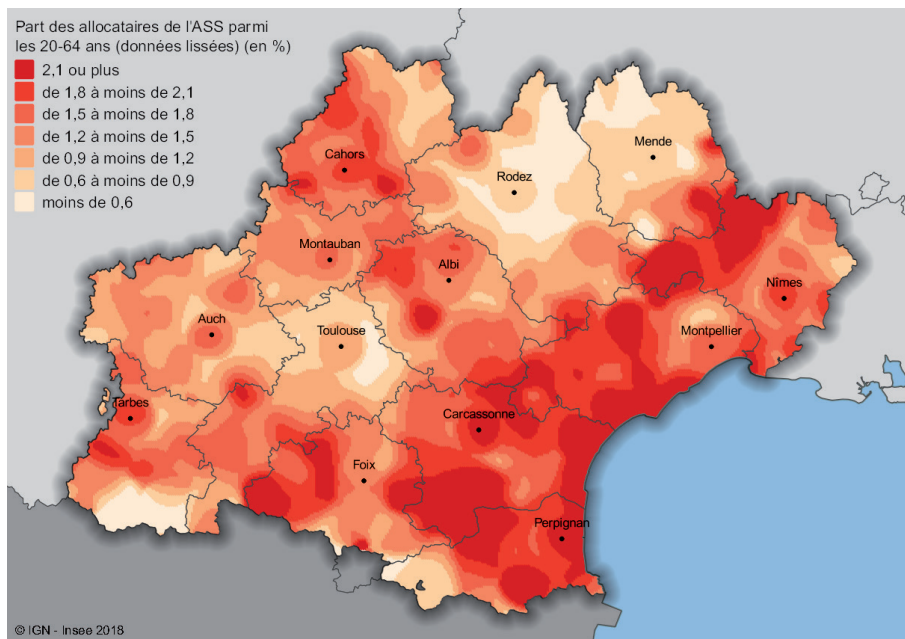 Part des allocataires de l'ASS parmi
les 20-64 ans (données lissées) (en %)
2,1 ou plus
de 1,8 à moins de 2,1
de 1,5 à moins de 1,8
de 1,2 à moins de 1,5
de 0,9 à moins de 1,2
de 0,6 à moins de 0,9
moins de 0,6
Mende
Cahors
Rodez
Montauban
Albi
Nîmes
Auch
Toulouse
Montpellier
Tarbes
Carcassonne
Foix
Perpignan
© IGN - Insee 2018